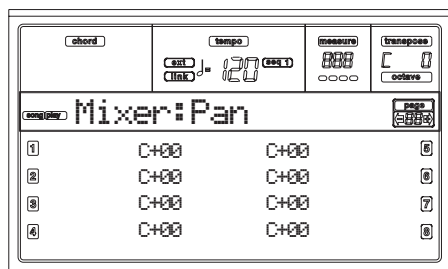 chord tempo measure transpose
ext ♩= 120 seq 1 888 C 0
link octave
song play Mixer:Pan page
88
1 C+00 C+00 5
2 C+00 C+00 6
3 C+00 C+00 7
4 C+00 C+00 8